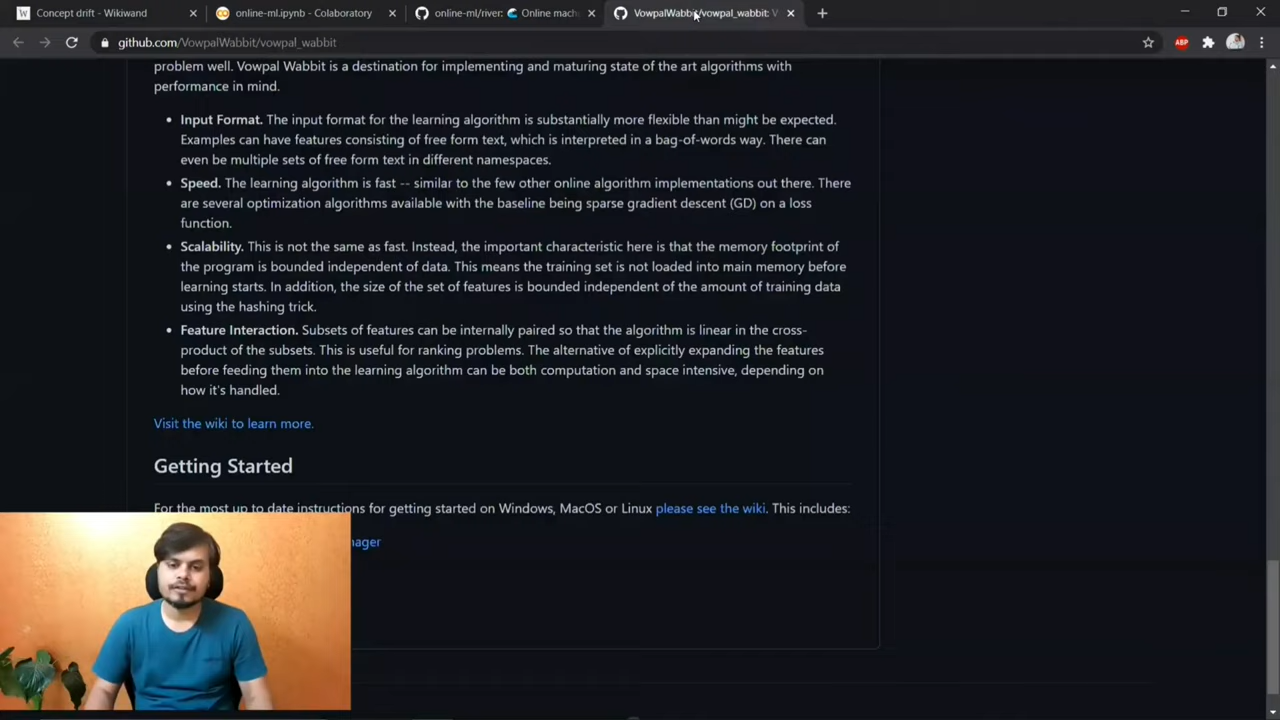 Concept drift - Wikiwand
online-ml.ipynb - Colaboratory
online-ml/river: Online mach
VowpalWabbit/vowpal_wabbit: V
github.com/VowpalWabbit/vowpal_wabbit
ABP
problem well. Vowpal Wabbit is a destination for implementing and maturing state of the art algorithms with
performance in mind.
• Input Format. The input format for the learning algorithm is substantially more flexible than might be expected.
Examples can have features consisting of free form text, which is interpreted in a bag-of-words way. There can
even be multiple sets of free form text in different namespaces.
• Speed. The learning algorithm is fast -- similar to the few other online algorithm implementations out there. There
are several optimization algorithms available with the baseline being sparse gradient descent (GD) on a loss
function.
• Scalability. This is not the same as fast. Instead, the important characteristic here is that the memory footprint of
the program is bounded independent of data. This means the training set is not loaded into main memory before
learning starts. In addition, the size of the set of features is bounded independent of the amount of training data
using the hashing trick.
• Feature Interaction. Subsets of features can be internally paired so that the algorithm is linear in the cross-
product of the subsets. This is useful for ranking problems. The alternative of explicitly expanding the features
before feeding them into the learning algorithm can be both computation and space intensive, depending on
how it's handled.
Visit the wiki to learn more.
Getting Started
For the most up to date instructions for getting started on Windows, MacOS or Linux please see the wiki. This includes:
nager